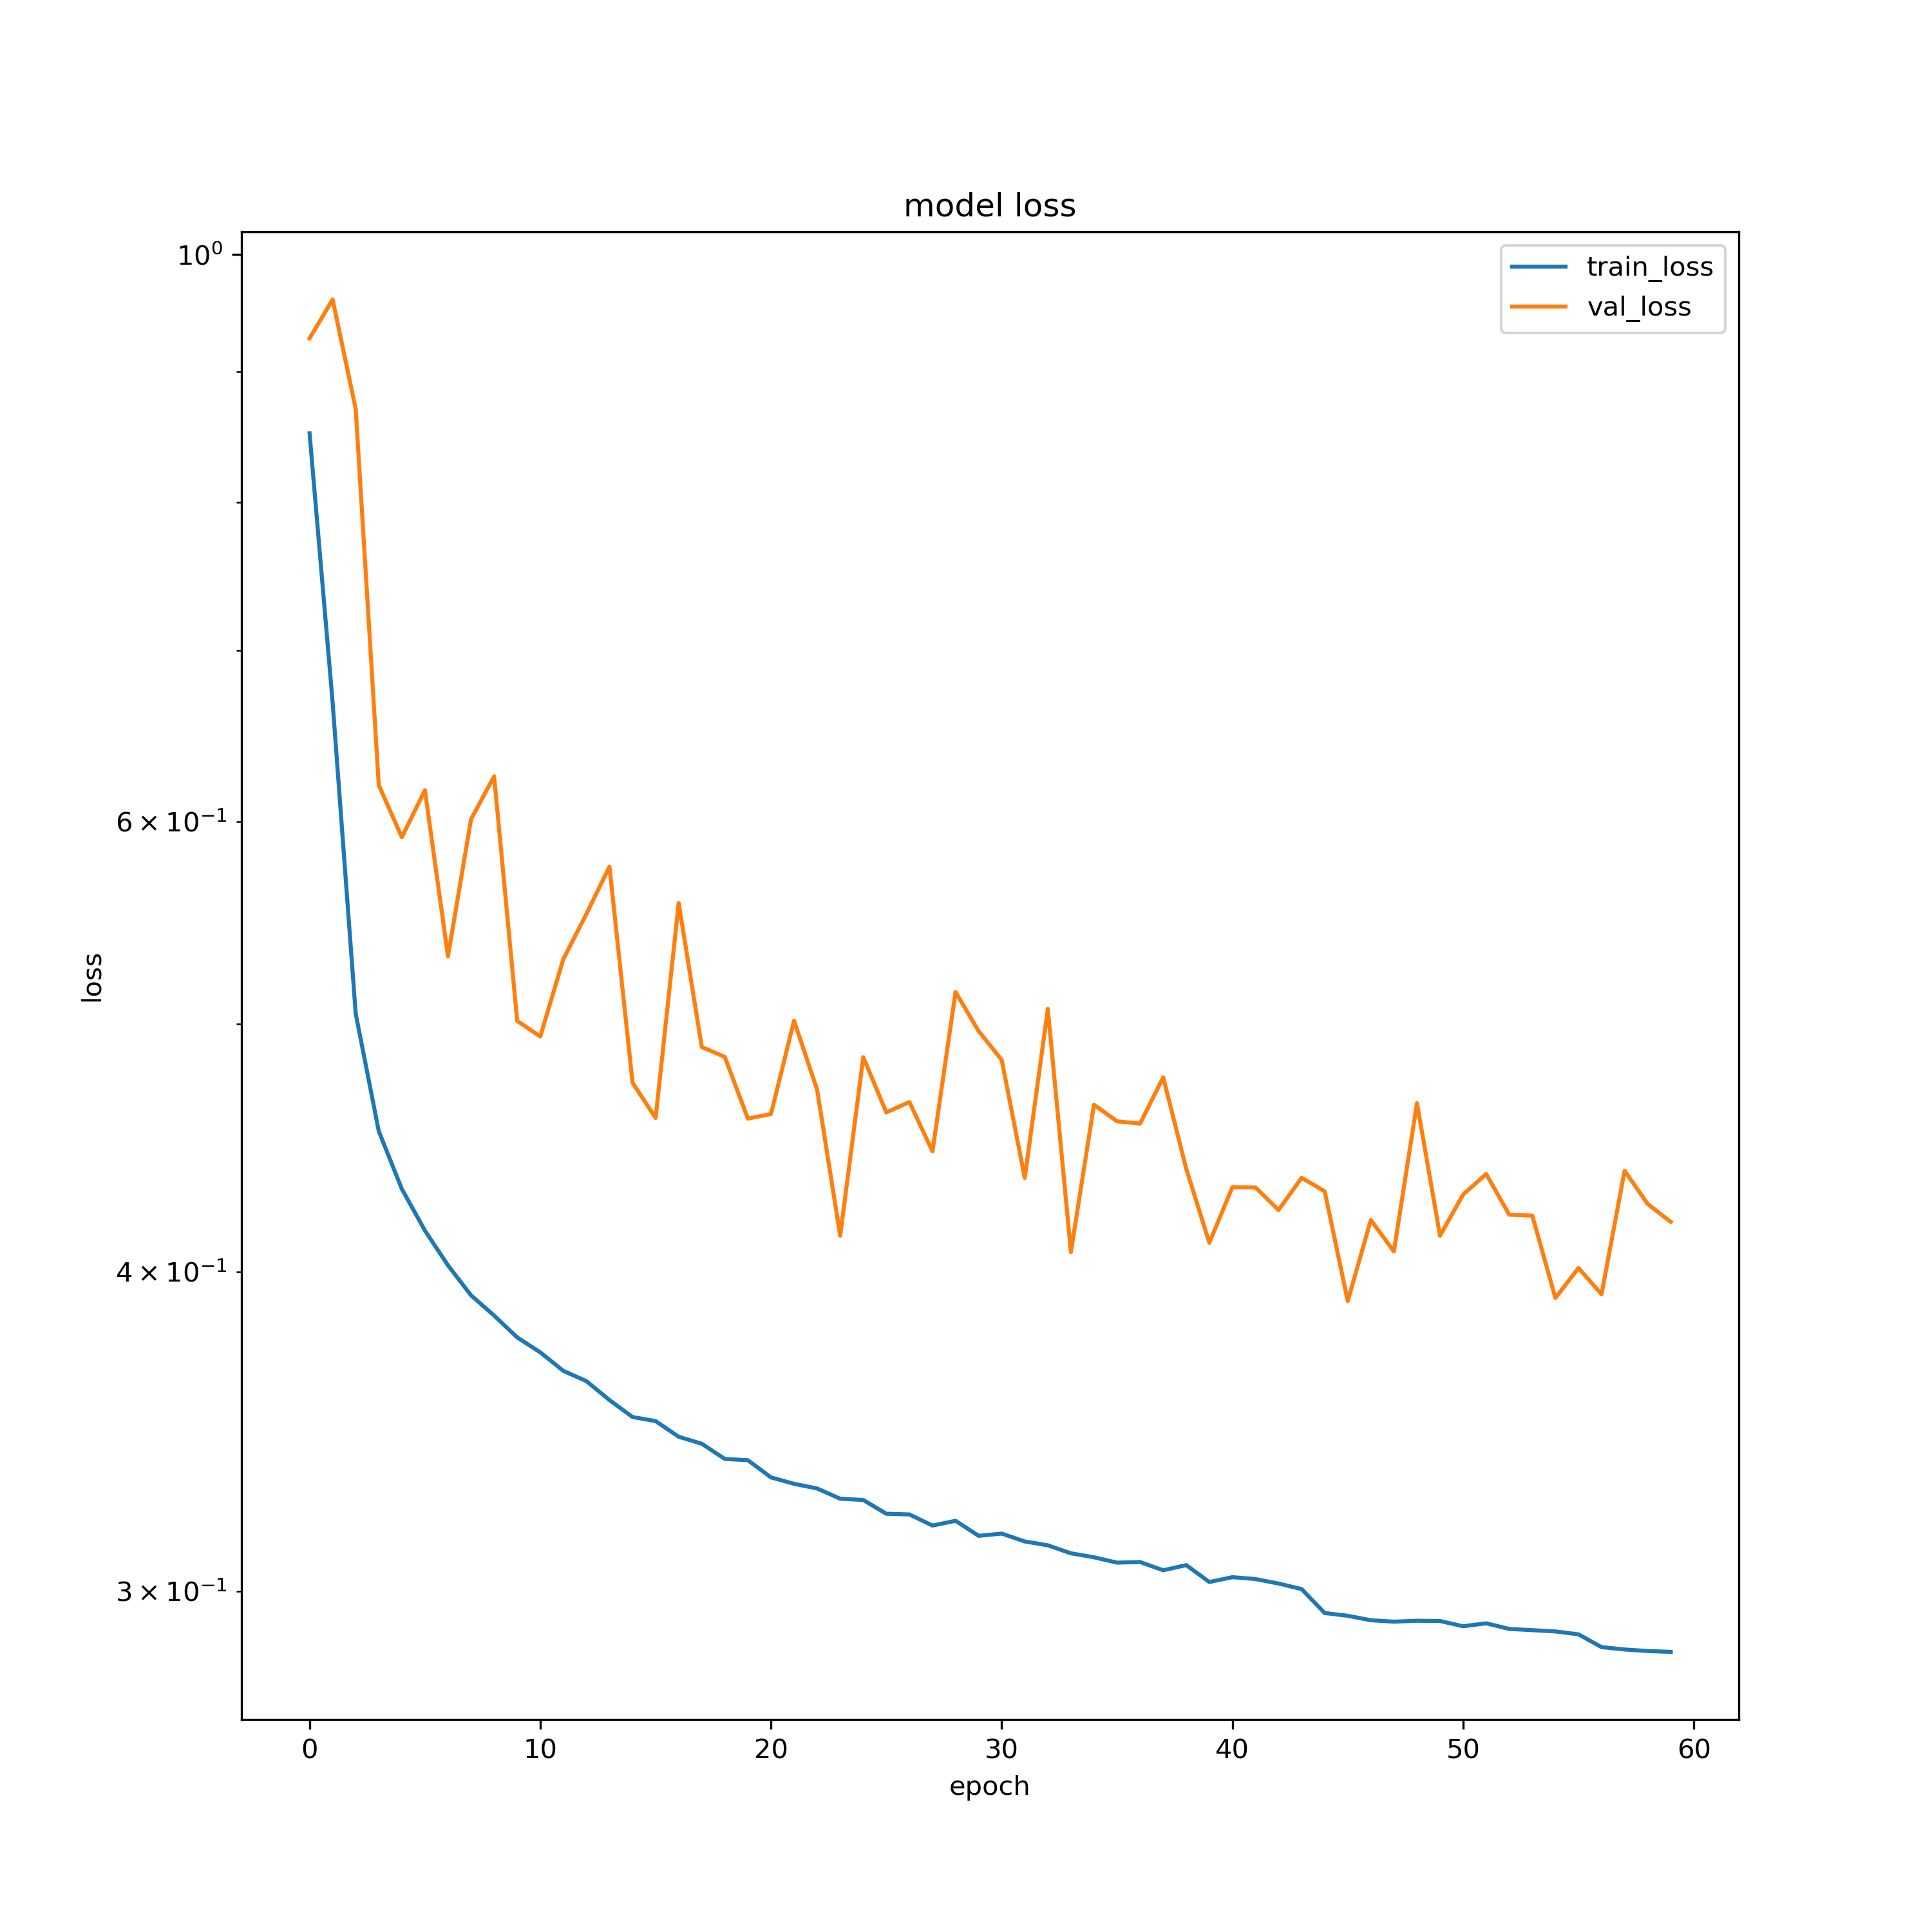 model loss
10⁰
train_loss
val_loss
6 × 10⁻¹
loss
4 × 10⁻¹
3 × 10⁻¹
0 10 20 30 40 50 60
epoch